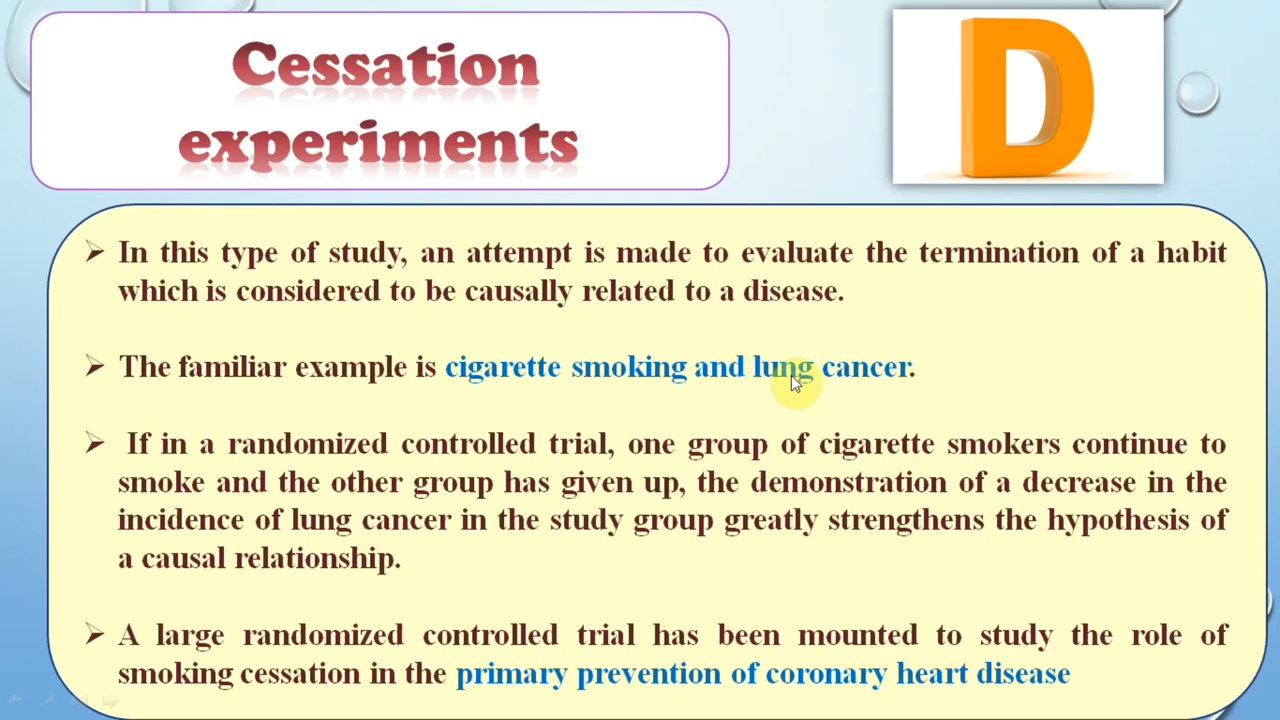 Cessation
experiments
D
➢ In this type of study, an attempt is made to evaluate the termination of a habit
which is considered to be causally related to a disease.
➢ The familiar example is cigarette smoking and lung cancer.
➢ If in a randomized controlled trial, one group of cigarette smokers continue to
smoke and the other group has given up, the demonstration of a decrease in the
incidence of lung cancer in the study group greatly strengthens the hypothesis of
a causal relationship.
➢ A large randomized controlled trial has been mounted to study the role of
smoking cessation in the primary prevention of coronary heart disease